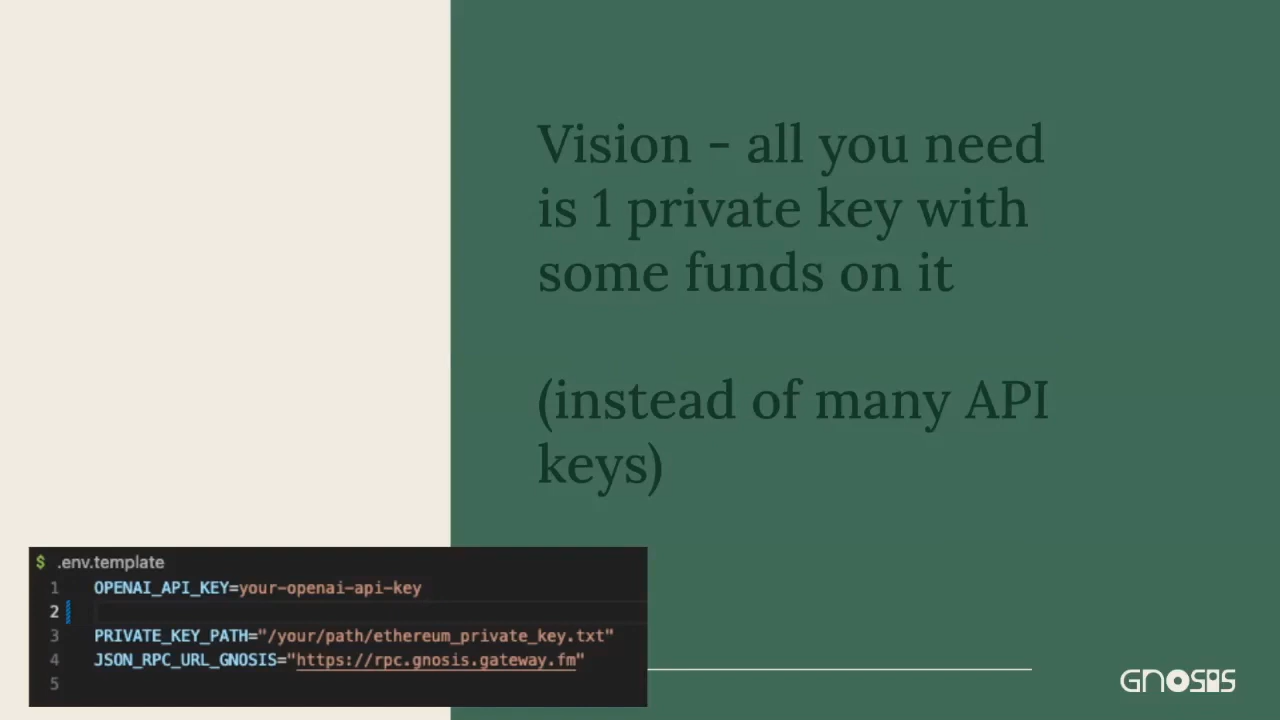 Vision - all you need
is 1 private key with
some funds on it
(instead of many API
keys)
$ .env.template
1 OPENAI_API_KEY=your-openai-api-key
2
3 PRIVATE_KEY_PATH="/your/path/ethereum_private_key.txt"
4 JSON_RPC_URL_GNOSIS="https://rpc.gnosis.gateway.fm"
5
GNOSIS